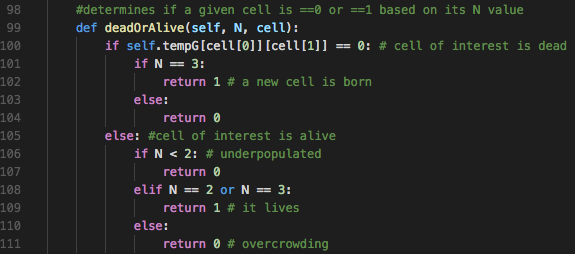 98 #determines if a given cell is ==0 or ==1 based on its N value
99 def deadOrAlive(self, N, cell):
100 if self.tempG[cell[0]][cell[1]] == 0: # cell of interest is dead
101 if N == 3:
102 return 1 # a new cell is born
103 else:
104 return 0
105 else: #cell of interest is alive
106 if N < 2: # underpopulated
107 return 0
108 elif N == 2 or N == 3:
109 return 1 # it lives
110 else:
111 return 0 # overcrowding